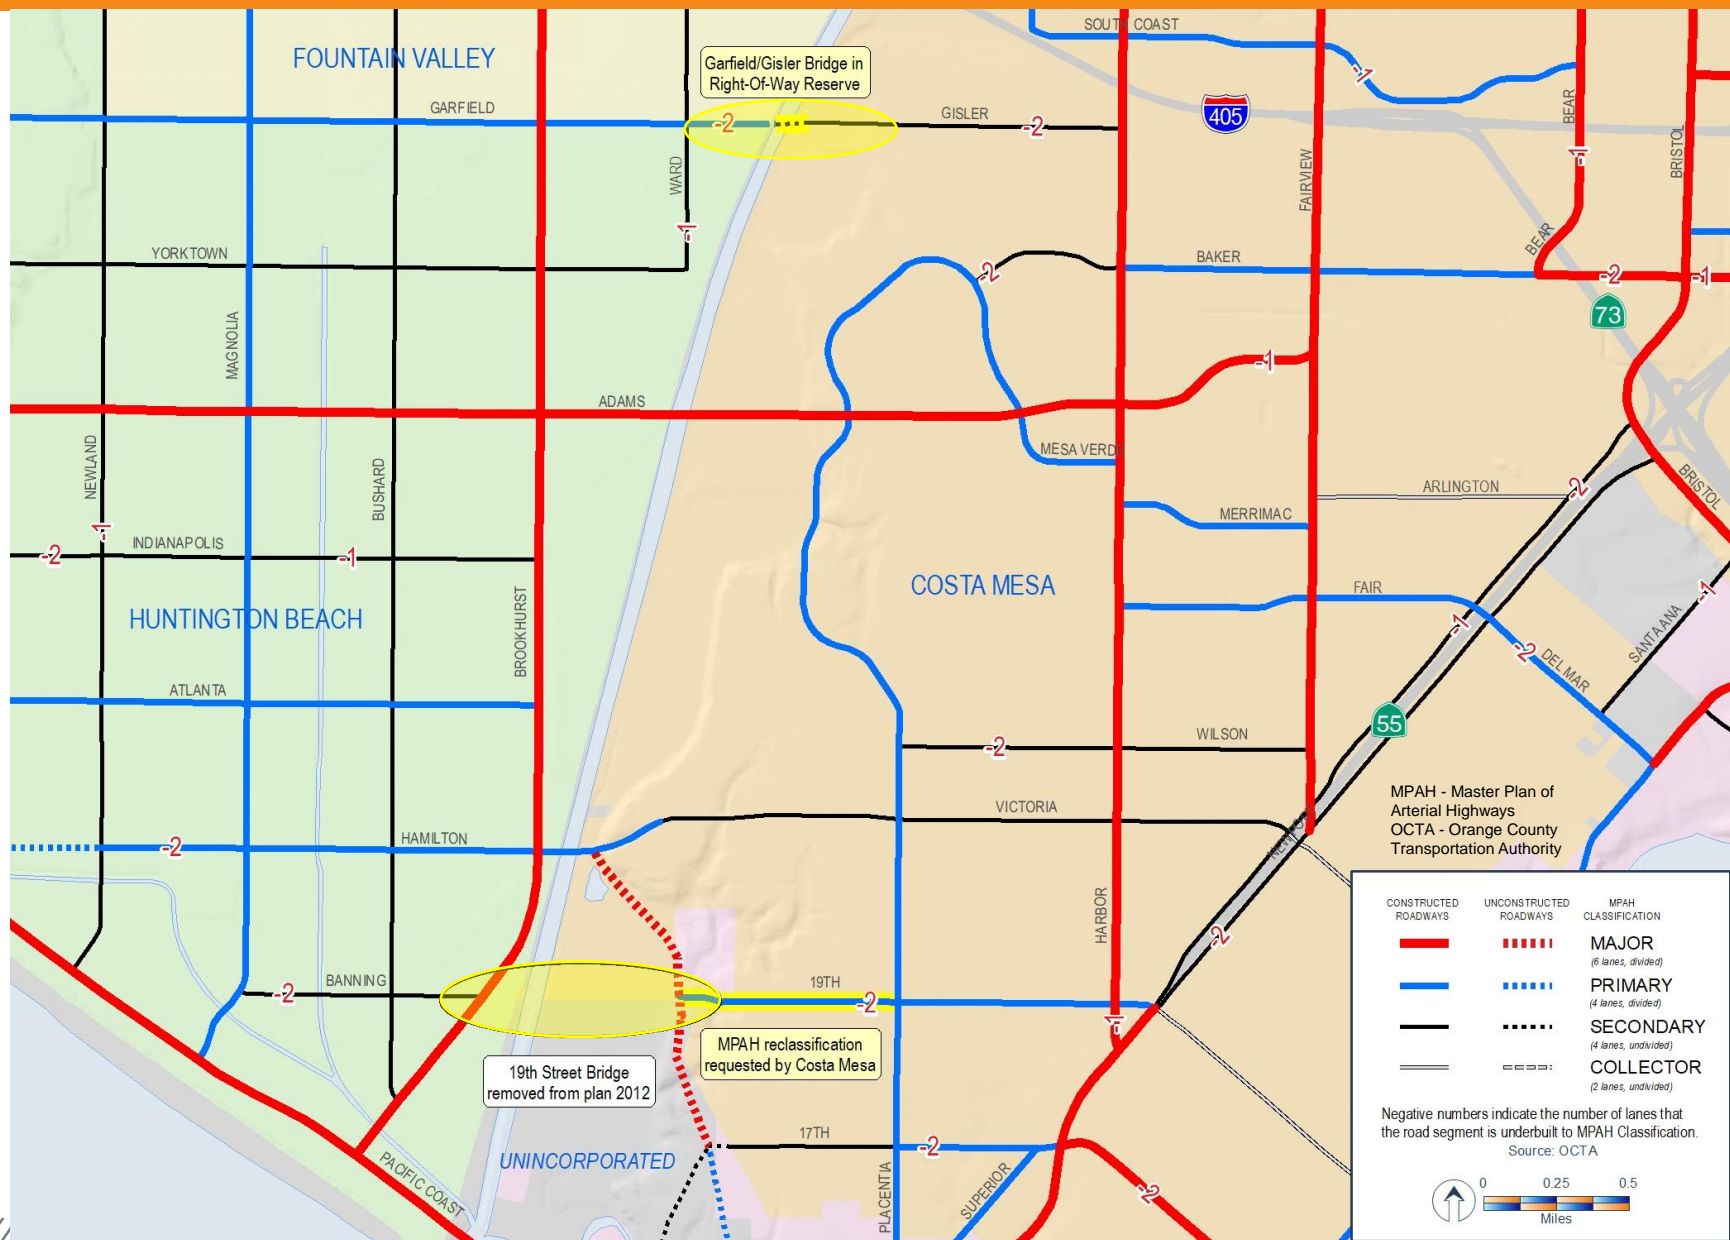 SOUTH COAST
FOUNTAIN VALLEY
Garfield/Gisler Bridge in
Right-Of-Way Reserve
-1
GARFIELD
-2
GISLER
-2
405
BEAR
-1
BRISTOL
WARD
FAIRVIEW
-1
YORKTOWN
BEAR
BAKER
-2
-2
-1
73
MAGNOLIA
-1
ADAMS
NEWLAND
BUSHARD
MESA VERDE
ARLINGTON
-2
BRISTOL
MERRIMAC
-1
INDIANAPOLIS
-2
-1
COSTA MESA
FAIR
-1
HUNTINGTON BEACH
BROOKHURST
-1
SANTA ANA
-2
DEL MAR
ATLANTA
55
WILSON
-2
MPAH - Master Plan of
Arterial Highways
OCTA - Orange County
Transportation Authority
VICTORIA
HAMILTON
-2
NEWPORT
HARBOR
-2
BANNING
-2
19TH
-2
-1
MPAH reclassification
requested by Costa Mesa
19th Street Bridge
removed from plan 2012
17TH
-2
UNINCORPORATED
PACIFIC COAST
PLACENTIA
SUPERIOR
-2
CONSTRUCTED
ROADWAYS
UNCONSTRUCTED
ROADWAYS
MPAH
CLASSIFICATION
MAJOR
(6 lanes, divided)
PRIMARY
(4 lanes, divided)
SECONDARY
(4 lanes, undivided)
COLLECTOR
(2 lanes, undivided)
Negative numbers indicate the number of lanes that
the road segment is underbuilt to MPAH Classification.
Source: OCTA
0 0.25 0.5
Miles